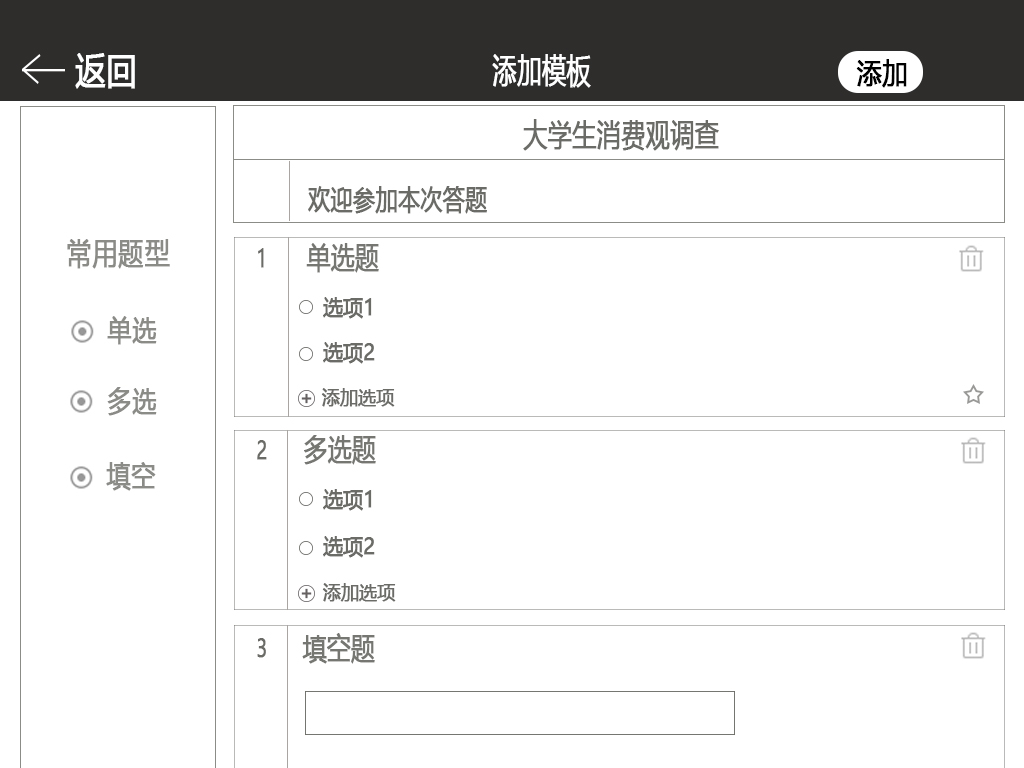 返回
添加模板
添加
常用题型
单选
多选
填空
大学生消费观调查
欢迎参加本次答题
1 单选题
选项1
选项2
添加选项
2 多选题
选项1
选项2
添加选项
3 填空题